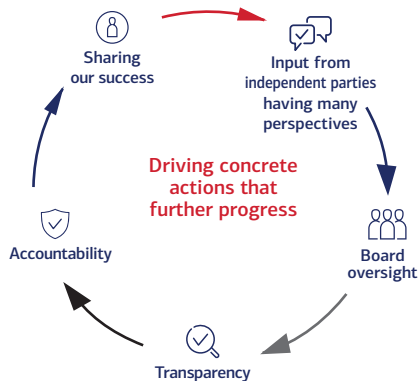 Sharing
our success
Input from
independent parties
having many
perspectives
Driving concrete
actions that
further progress
Accountability
Board
oversight
Transparency